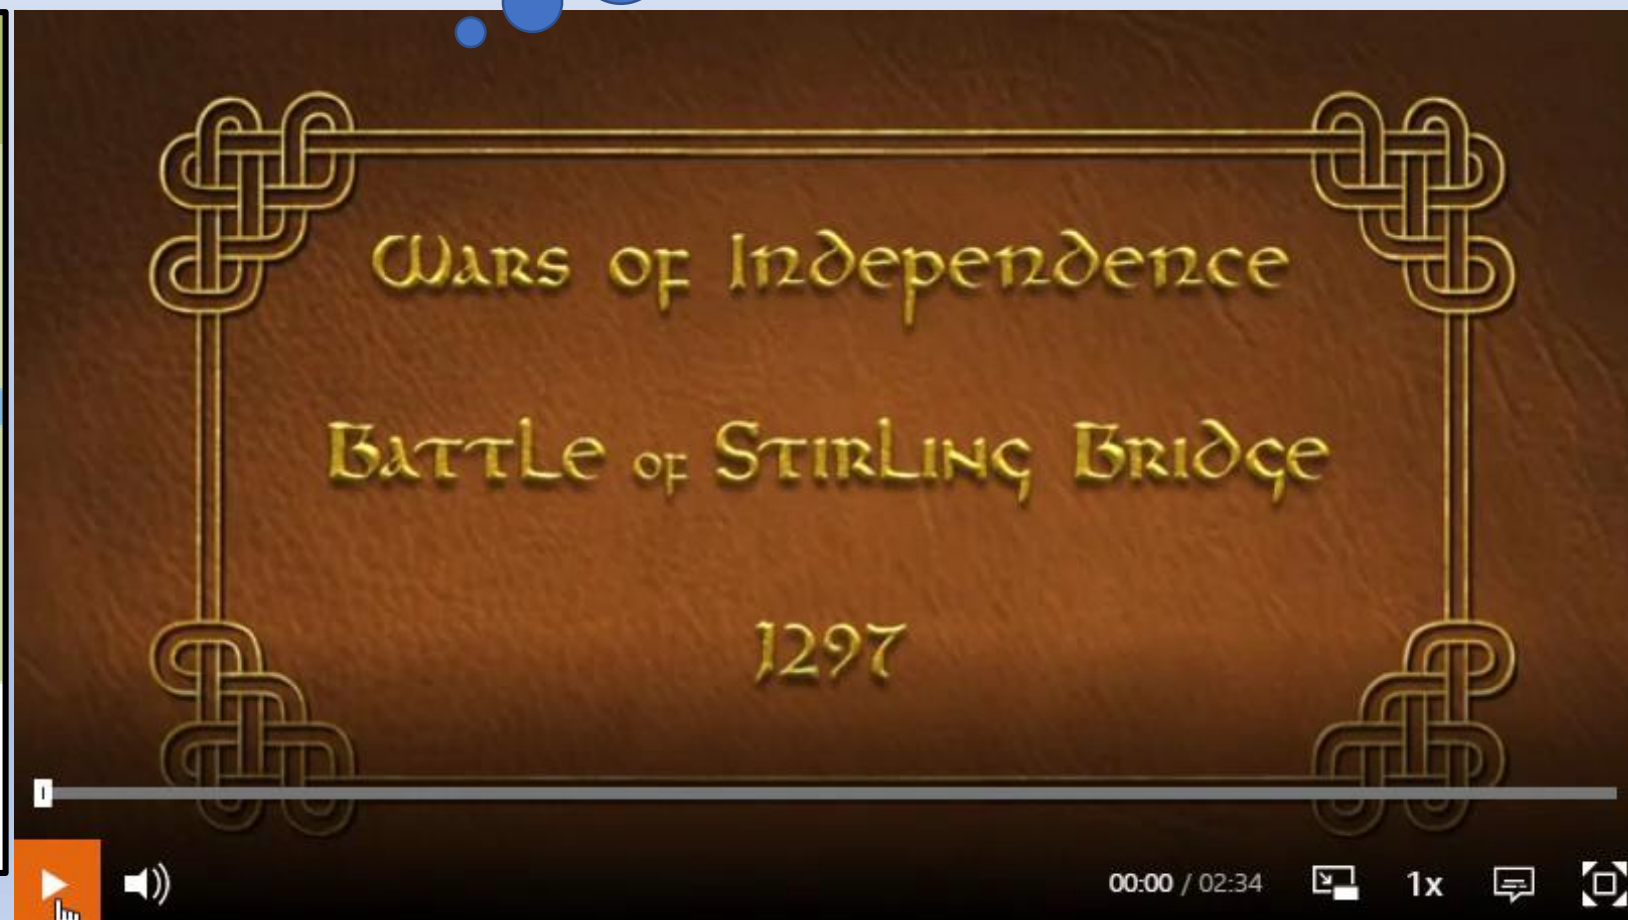 Wars of Independence
Battle of Stirling Bridge
1297
00:00 / 02:34
1x